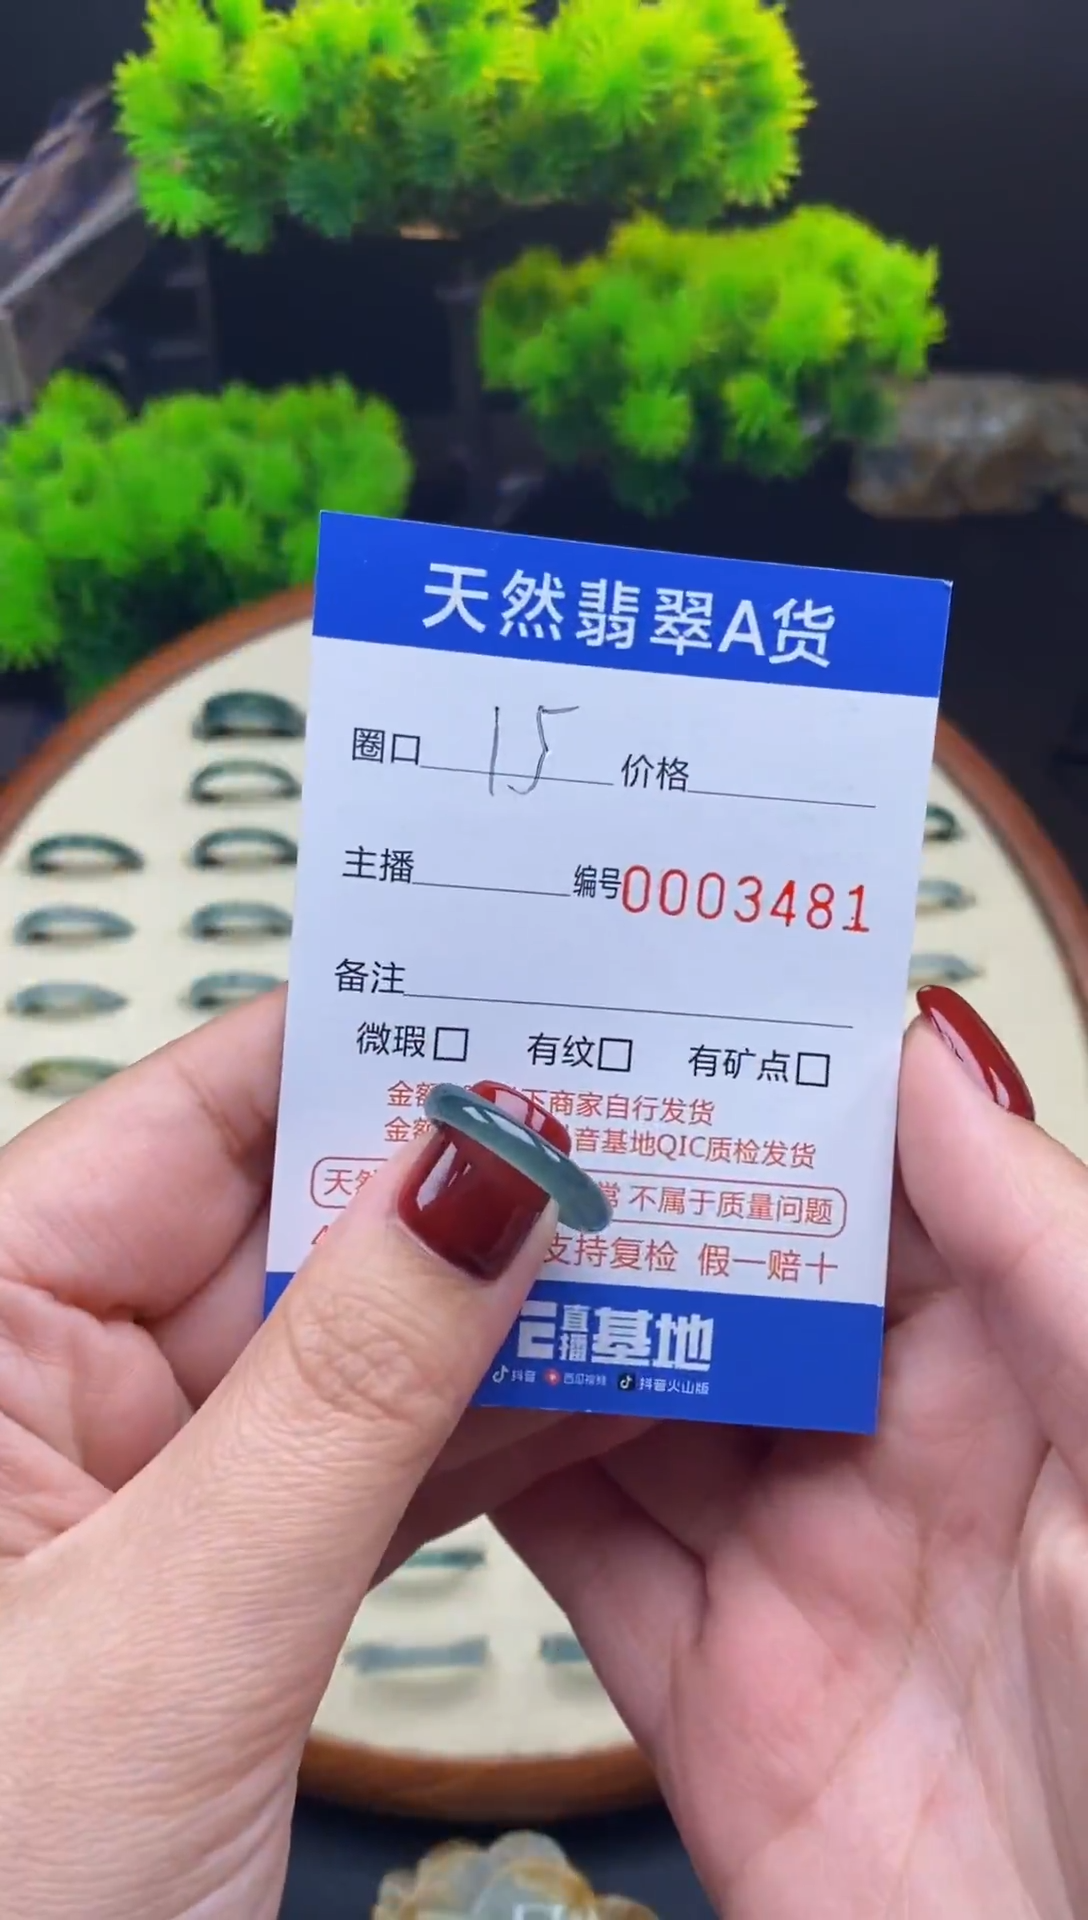 天然翡翠A货
圈口 15 价格
主播 编号0003481
备注
微瑕□ 有纹□ 有矿点□
金额 下商家自行发货
金额 音基地QIC质检发货
天然 常 不属于质量问题
支持复检 假一赔十
直播基地
抖音 西瓜视频 抖音火山版